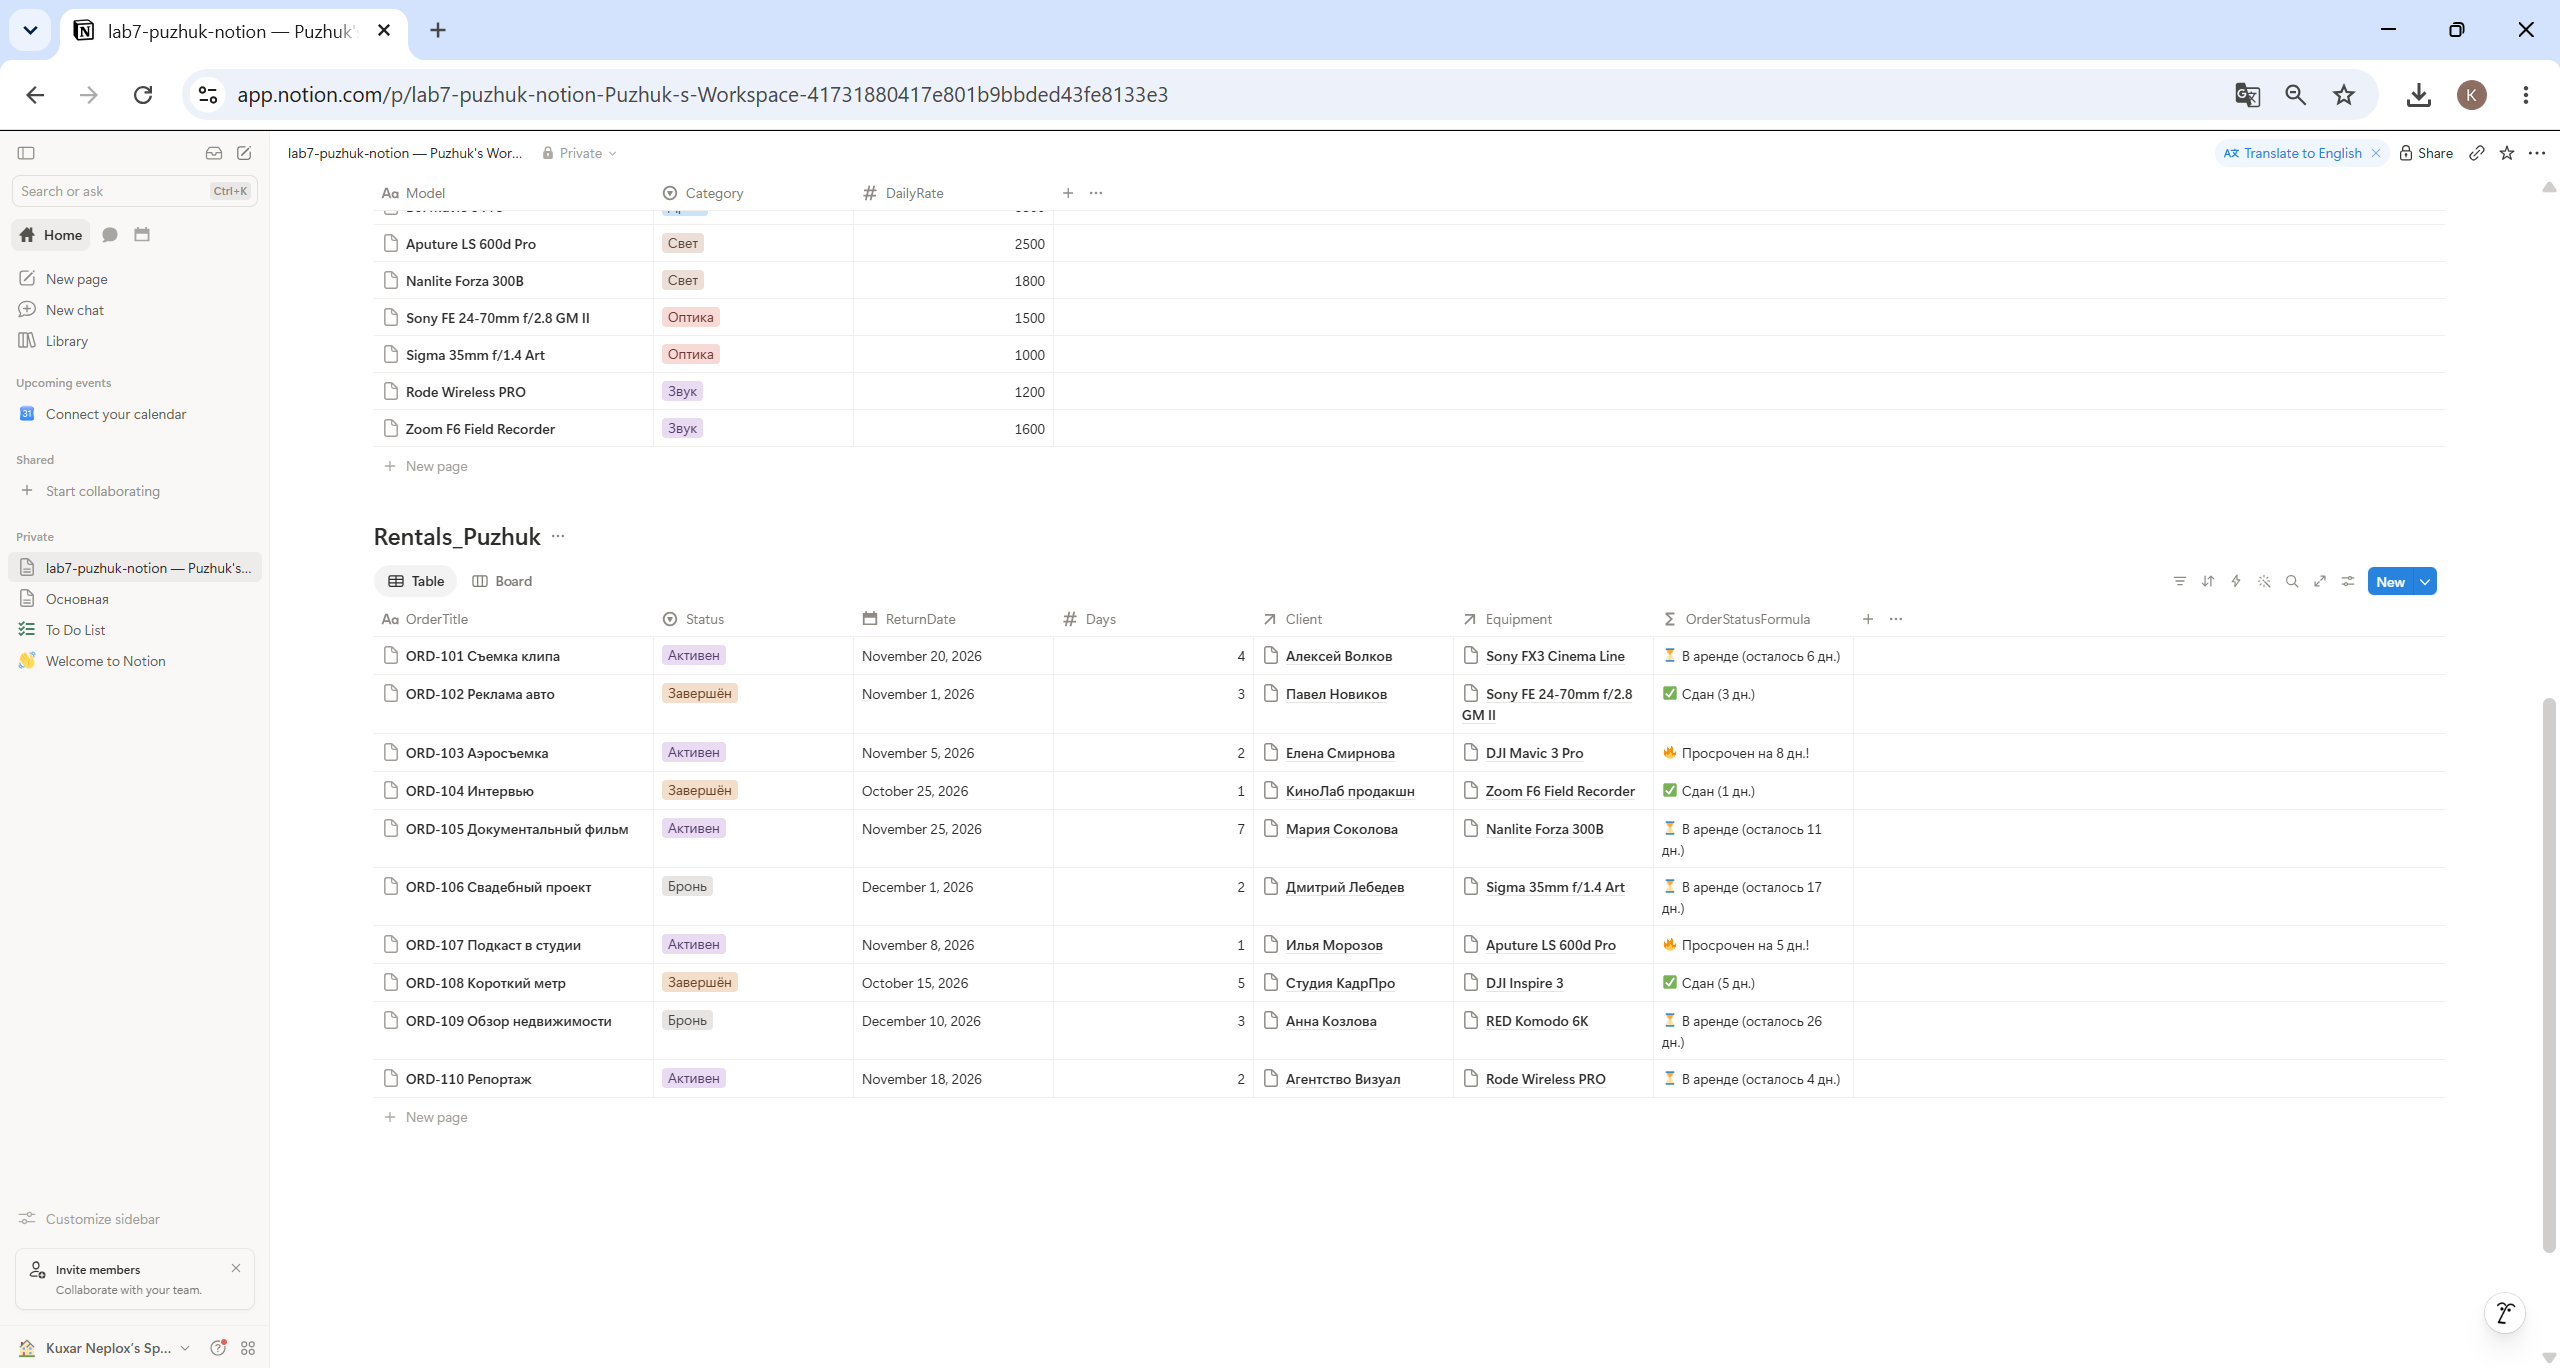 lab7-puzhuk-notion — Puzhuk's
app.notion.com/p/lab7-puzhuk-notion-Puzhuk-s-Workspace-41731880417e801b9bbded43fe8133e3
K
lab7-puzhuk-notion — Puzhuk's Wor... Private
Translate to English Share
Search or ask Ctrl+K
Home
New page
New chat
Library
Upcoming events
31 Connect your calendar
Shared
Start collaborating
Private
lab7-puzhuk-notion — Puzhuk's...
Основная
To Do List
Welcome to Notion
Customize sidebar
Invite members
Collaborate with your team.
Kuxar Neplox's Sp...
Aa Model Category DailyRate
Aputure LS 600d Pro Свет 2500
Nanlite Forza 300B Свет 1800
Sony FE 24-70mm f/2.8 GM II Оптика 1500
Sigma 35mm f/1.4 Art Оптика 1000
Rode Wireless PRO Звук 1200
Zoom F6 Field Recorder Звук 1600
New page
Rentals_Puzhuk
Table Board New
Aa OrderTitle Status ReturnDate Days Client Equipment OrderStatusFormula
ORD-101 Съемка клипа Активен November 20, 2026 4 Алексей Волков Sony FX3 Cinema Line ⏳ В аренде (осталось 6 дн.)
ORD-102 Реклама авто Завершён November 1, 2026 3 Павел Новиков Sony FE 24-70mm f/2.8 ✅ Сдан (3 дн.)
GM II
ORD-103 Аэросъемка Активен November 5, 2026 2 Елена Смирнова DJI Mavic 3 Pro 🔥 Просрочен на 8 дн.!
ORD-104 Интервью Завершён October 25, 2026 1 КиноЛаб продакшн Zoom F6 Field Recorder ✅ Сдан (1 дн.)
ORD-105 Документальный фильм Активен November 25, 2026 7 Мария Соколова Nanlite Forza 300B ⏳ В аренде (осталось 11
дн.)
ORD-106 Свадебный проект Бронь December 1, 2026 2 Дмитрий Лебедев Sigma 35mm f/1.4 Art ⏳ В аренде (осталось 17
дн.)
ORD-107 Подкаст в студии Активен November 8, 2026 1 Илья Морозов Aputure LS 600d Pro 🔥 Просрочен на 5 дн.!
ORD-108 Короткий метр Завершён October 15, 2026 5 Студия КадрПро DJI Inspire 3 ✅ Сдан (5 дн.)
ORD-109 Обзор недвижимости Бронь December 10, 2026 3 Анна Козлова RED Komodo 6K ⏳ В аренде (осталось 26
дн.)
ORD-110 Репортаж Активен November 18, 2026 2 Агентство Визуал Rode Wireless PRO ⏳ В аренде (осталось 4 дн.)
New page